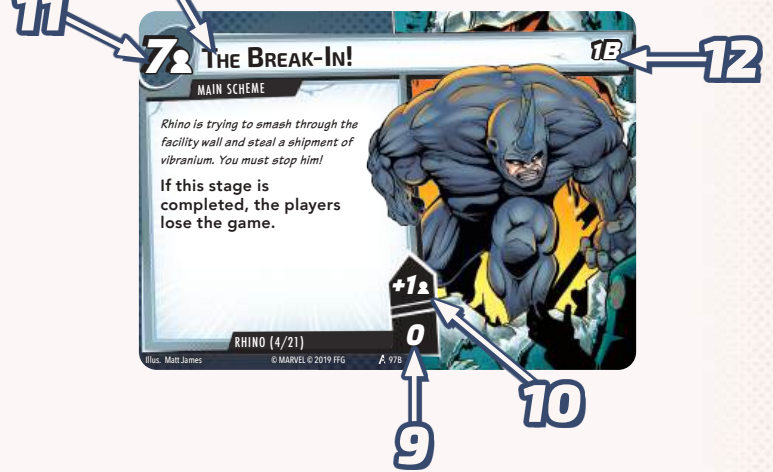 11
7
THE BREAK-IN!
1B
12
MAIN SCHEME
Rhino is trying to smash through the
facility wall and steal a shipment of
vibranium. You must stop him!
If this stage is
completed, the players
lose the game.
+1
0
RHINO (4/21)
Illus. Matt James
© MARVEL © 2019 FFG
97B
10
9